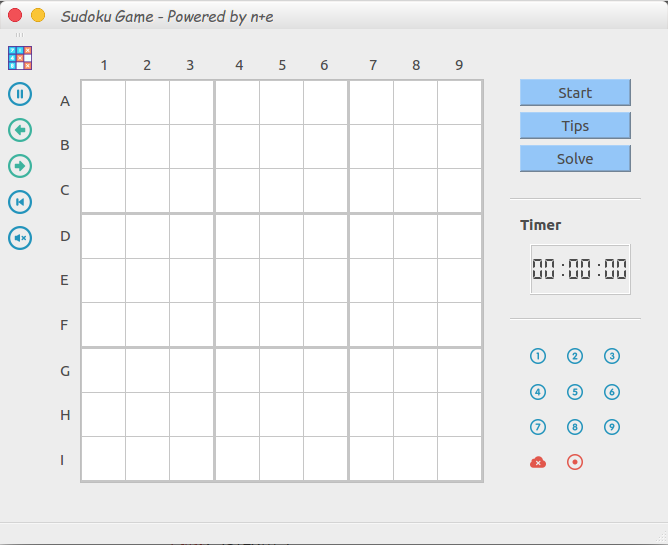 Sudoku Game - Powered by n+e
1 2 3 4 5 6 7 8 9
A
B
C
D
E
F
G
H
I
Start
Tips
Solve
Timer
00:00:00
1 2 3
4 5 6
7 8 9